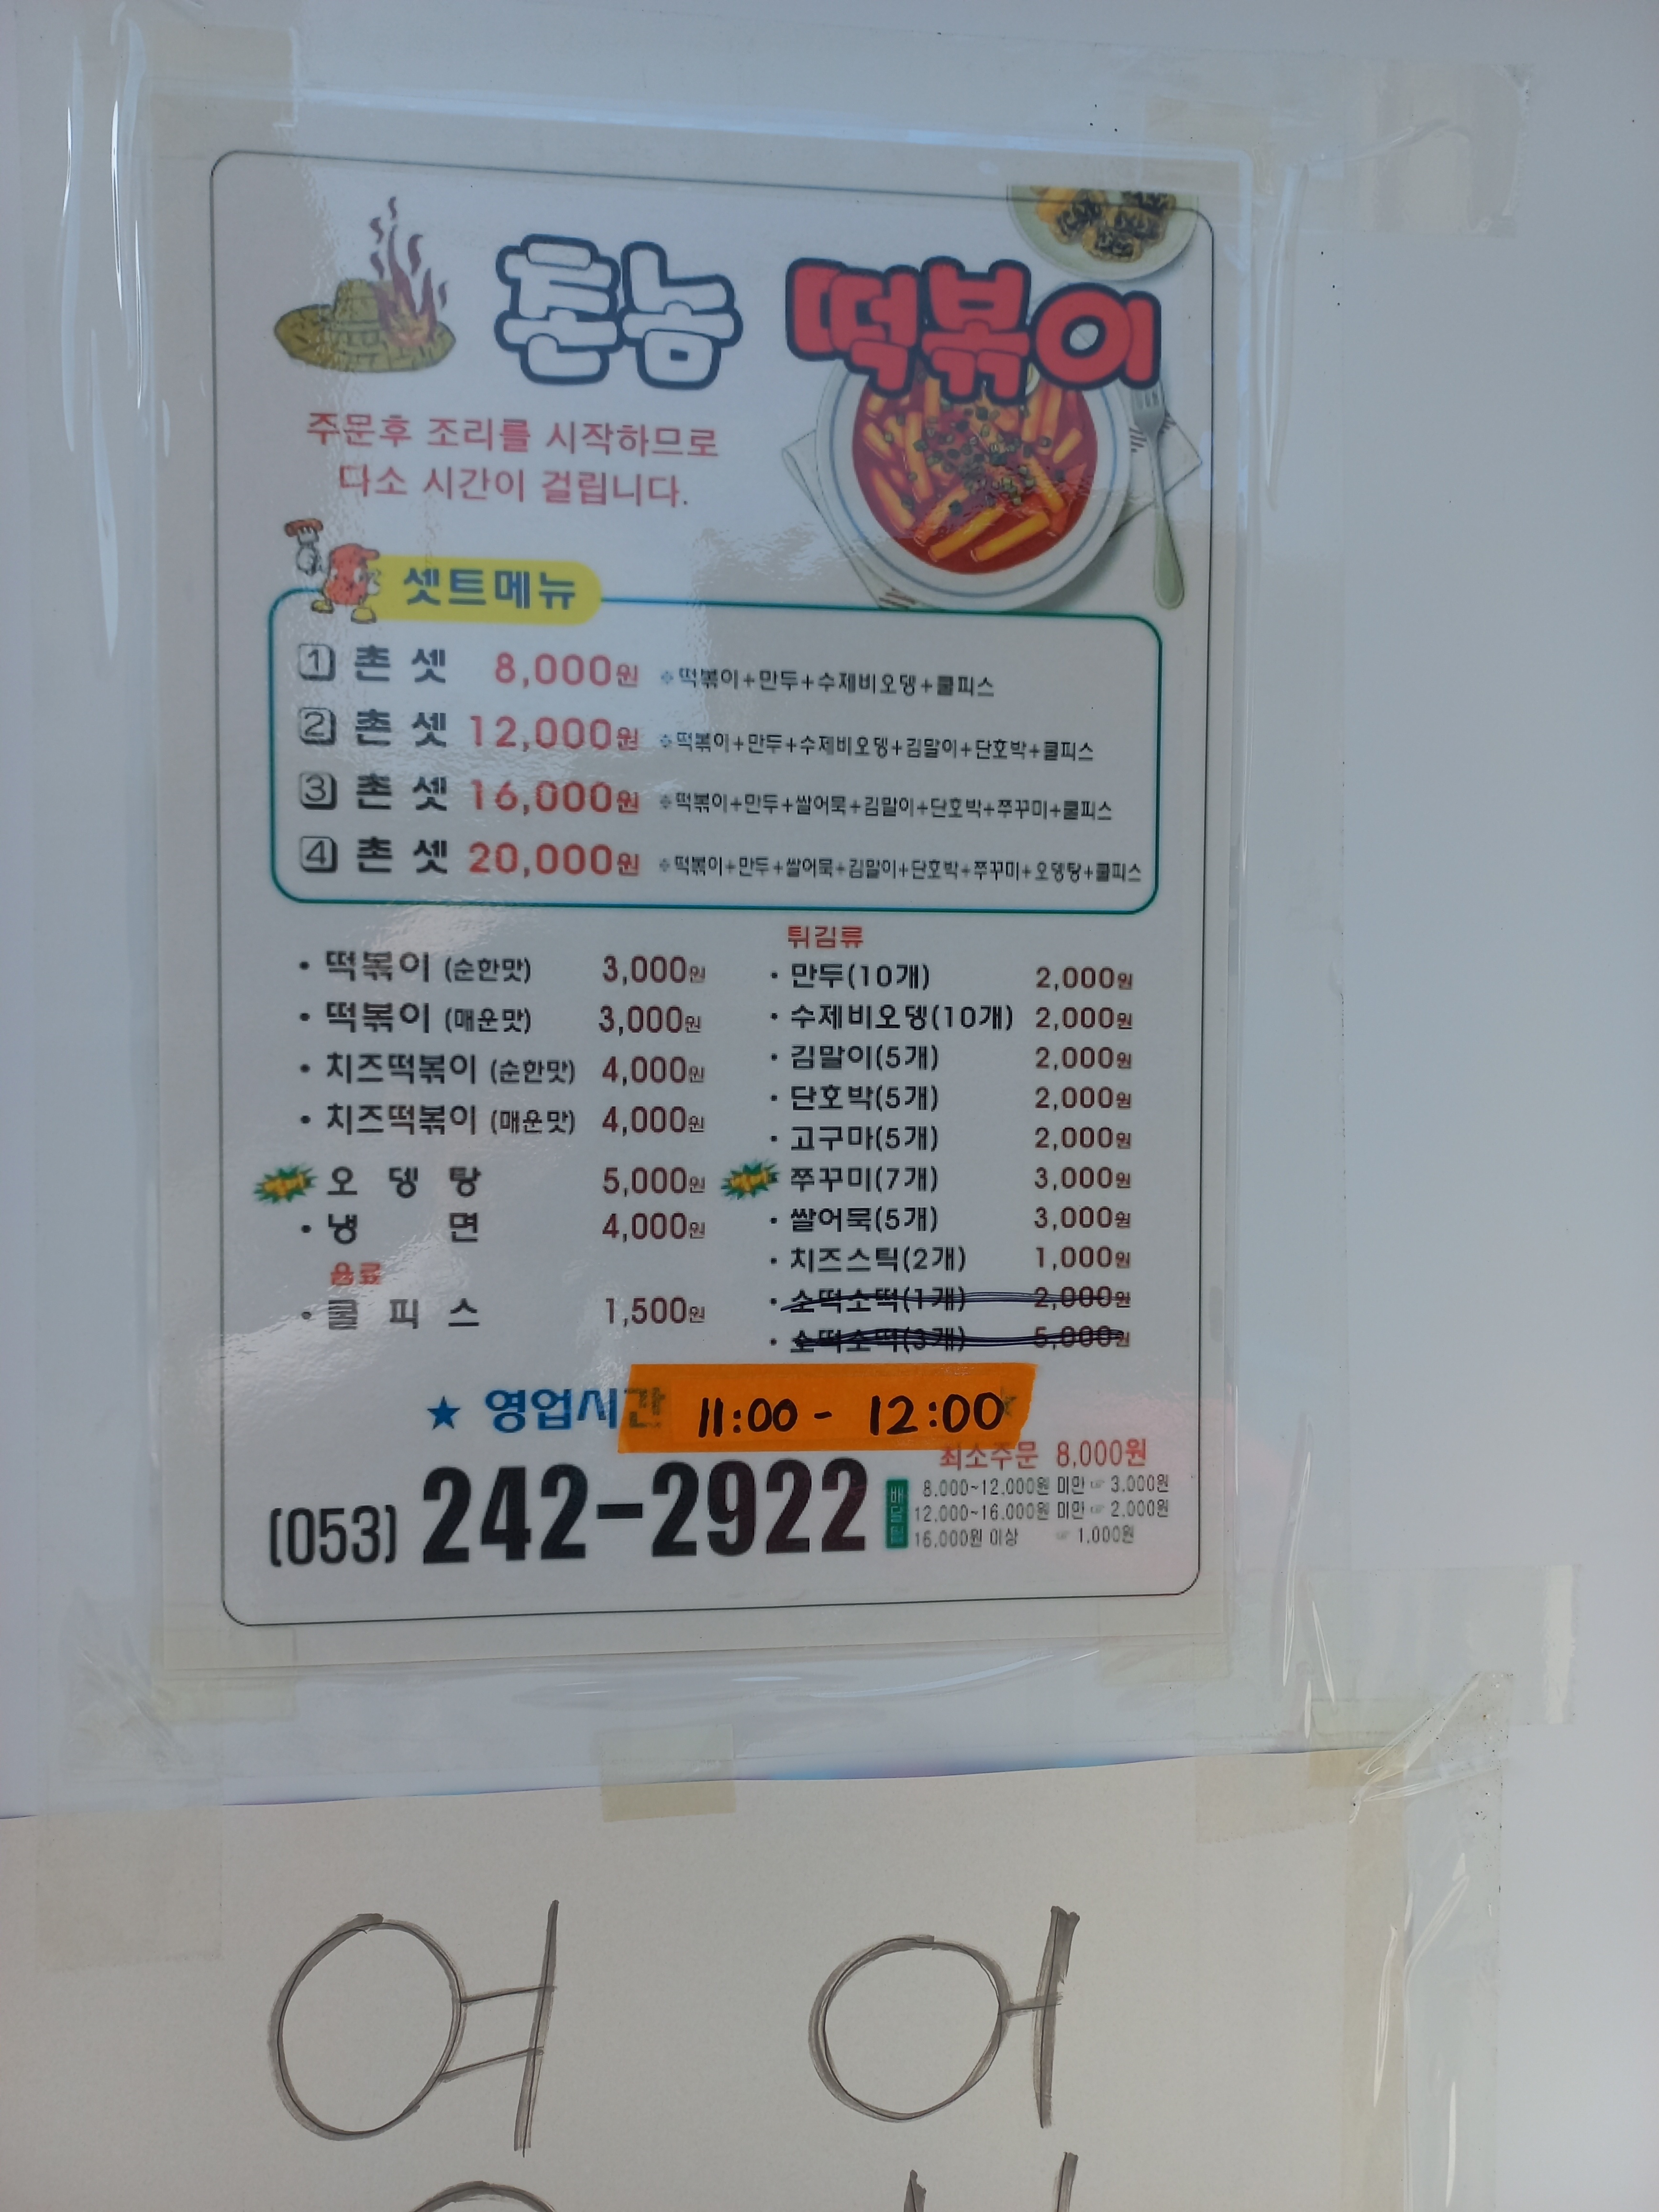 촌놈 떡볶이
주문후 조리를 시작하므로
다소 시간이 걸립니다.
셋트메뉴
1 촌 셋 8,000원 ※떡볶이+만두+수제비오뎅+쿨피스
2 촌 셋 12,000원 ※떡볶이+만두+수제비오뎅+김말이+단호박+쿨피스
3 촌 셋 16,000원 ※떡볶이+만두+쌀어묵+김말이+단호박+쭈꾸미+쿨피스
4 촌 셋 20,000원 ※떡볶이+만두+쌀어묵+김말이+단호박+쭈꾸미+오뎅탕+쿨피스
• 떡볶이 (순한맛) 3,000원
• 떡볶이 (매운맛) 3,000원
• 치즈떡볶이 (순한맛) 4,000원
• 치즈떡볶이 (매운맛) 4,000원
오 뎅 탕 5,000원
• 냉 면 4,000원
음료
• 쿨 피 스 1,500원
튀김류
• 만두(10개) 2,000원
• 수제비오뎅(10개) 2,000원
• 김말이(5개) 2,000원
• 단호박(5개) 2,000원
• 고구마(5개) 2,000원
쭈꾸미(7개) 3,000원
• 쌀어묵(5개) 3,000원
• 치즈스틱(2개) 1,000원
• 소떡소떡(1개) 2,000원
• 소떡소떡(3개) 5,000원
★ 영업시간 11:00 - 12:00
최소주문 8,000원
(053) 242-2922
배달팁
8.000~12.000원 미만 ☞ 3.000원
12.000~16.000원 미만 ☞ 2.000원
16.000원 이상 ☞ 1.000원
여 어